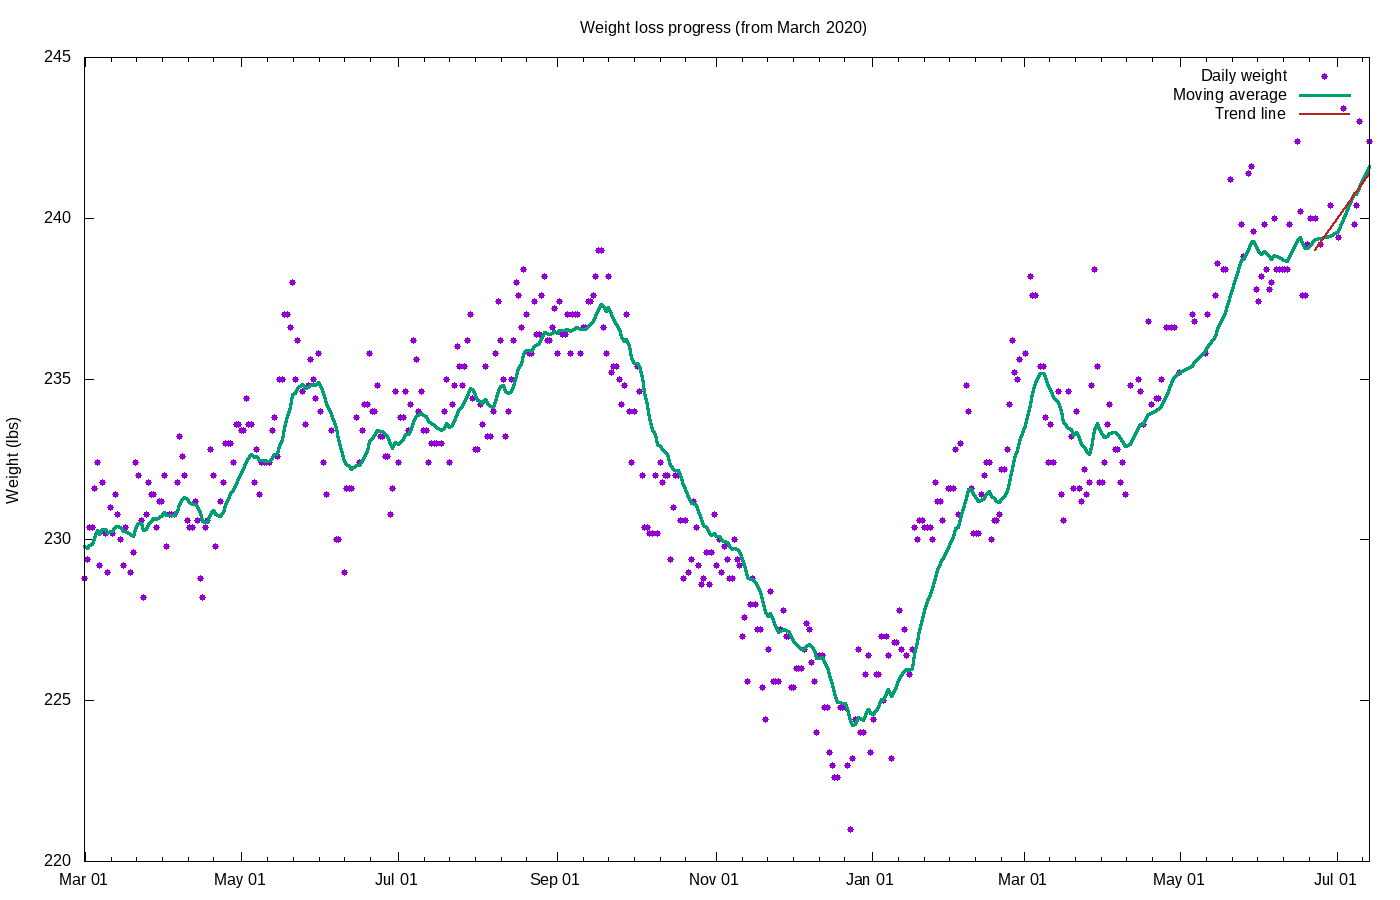 Weight loss progress (from March 2020)
245
Daily weight
Moving average
Trend line
240
235
Weight (lbs)
230
225
220
Mar 01 May 01 Jul 01 Sep 01 Nov 01 Jan 01 Mar 01 May 01 Jul 01